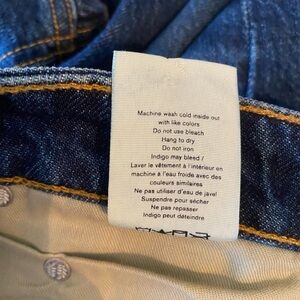 Machine wash cold inside out
with like colors
Do not use bleach
Hang to dry
Do not iron
Indigo may bleed /
Laver le vêtement à l'intérieur en
machine à l'eau froide avec des
couleurs similaires
Ne pas utiliser d'eau de javel
Suspendre pour sécher
Ne pas repasser
Indigo peut déteindre